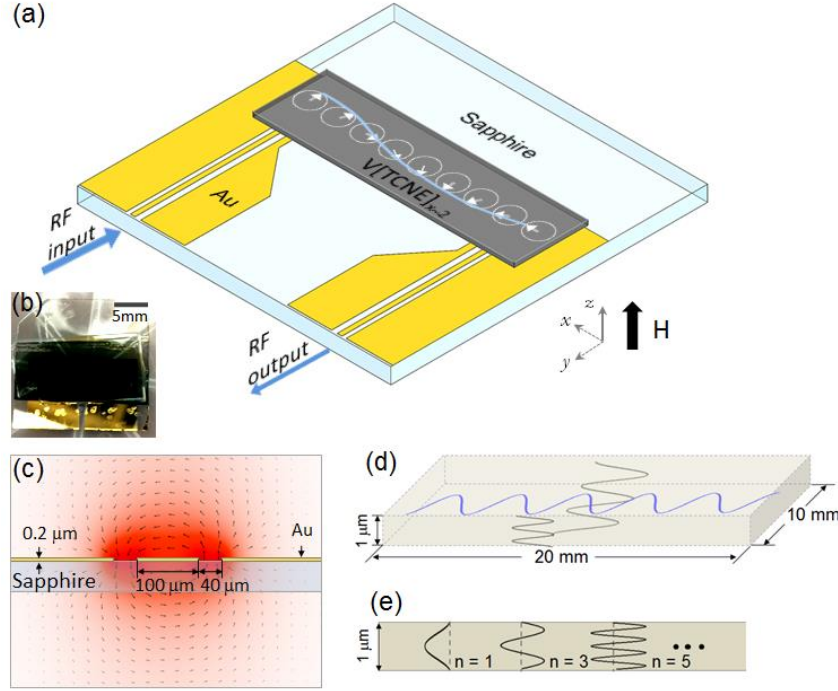 (a)
Sapphire
V[TCNE]x~2
Au
RF
input
RF
output
z
x
y
H
(b)
5mm
(c)
0.2 μm
Au
Sapphire
100 μm
40 μm
(d)
1 μm
20 mm
10 mm
(e)
1 μm
n = 1
n = 3
n = 5